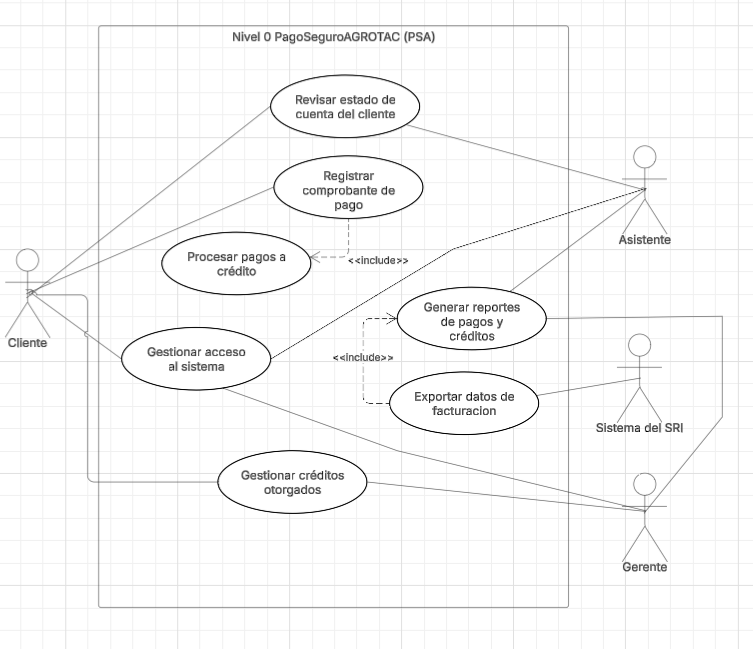 Nivel 0 PagoSeguroAGROTAC (PSA)
Revisar estado de
cuenta del cliente
Registrar
comprobante de
pago
Asistente
Procesar pagos a
crédito
<<include>>
Generar reportes
de pagos y
créditos
Cliente
Gestionar acceso
al sistema
<<include>>
Exportar datos de
facturacion
Sistema del SRI
Gestionar créditos
otorgados
Gerente